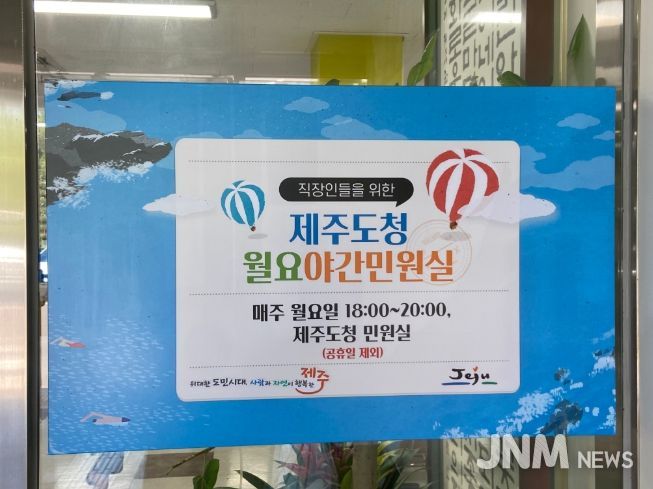 직장인들을 위한
제주도청
월요야간민원실
매주 월요일 18:00~20:00,
제주도청 민원실
(공휴일 제외)
위대한 도민시대, 사람과 자연이 행복한 제주
Jeju
JNM NEWS